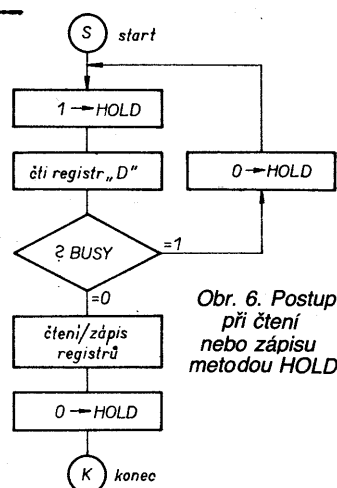 S start
1 → HOLD
čti registr „D"
0 → HOLD
? BUSY
=1
=0
čtení/zápis
registrů
0 → HOLD
K konec
Obr. 6. Postup
při čtení
nebo zápisu
metodou HOLD